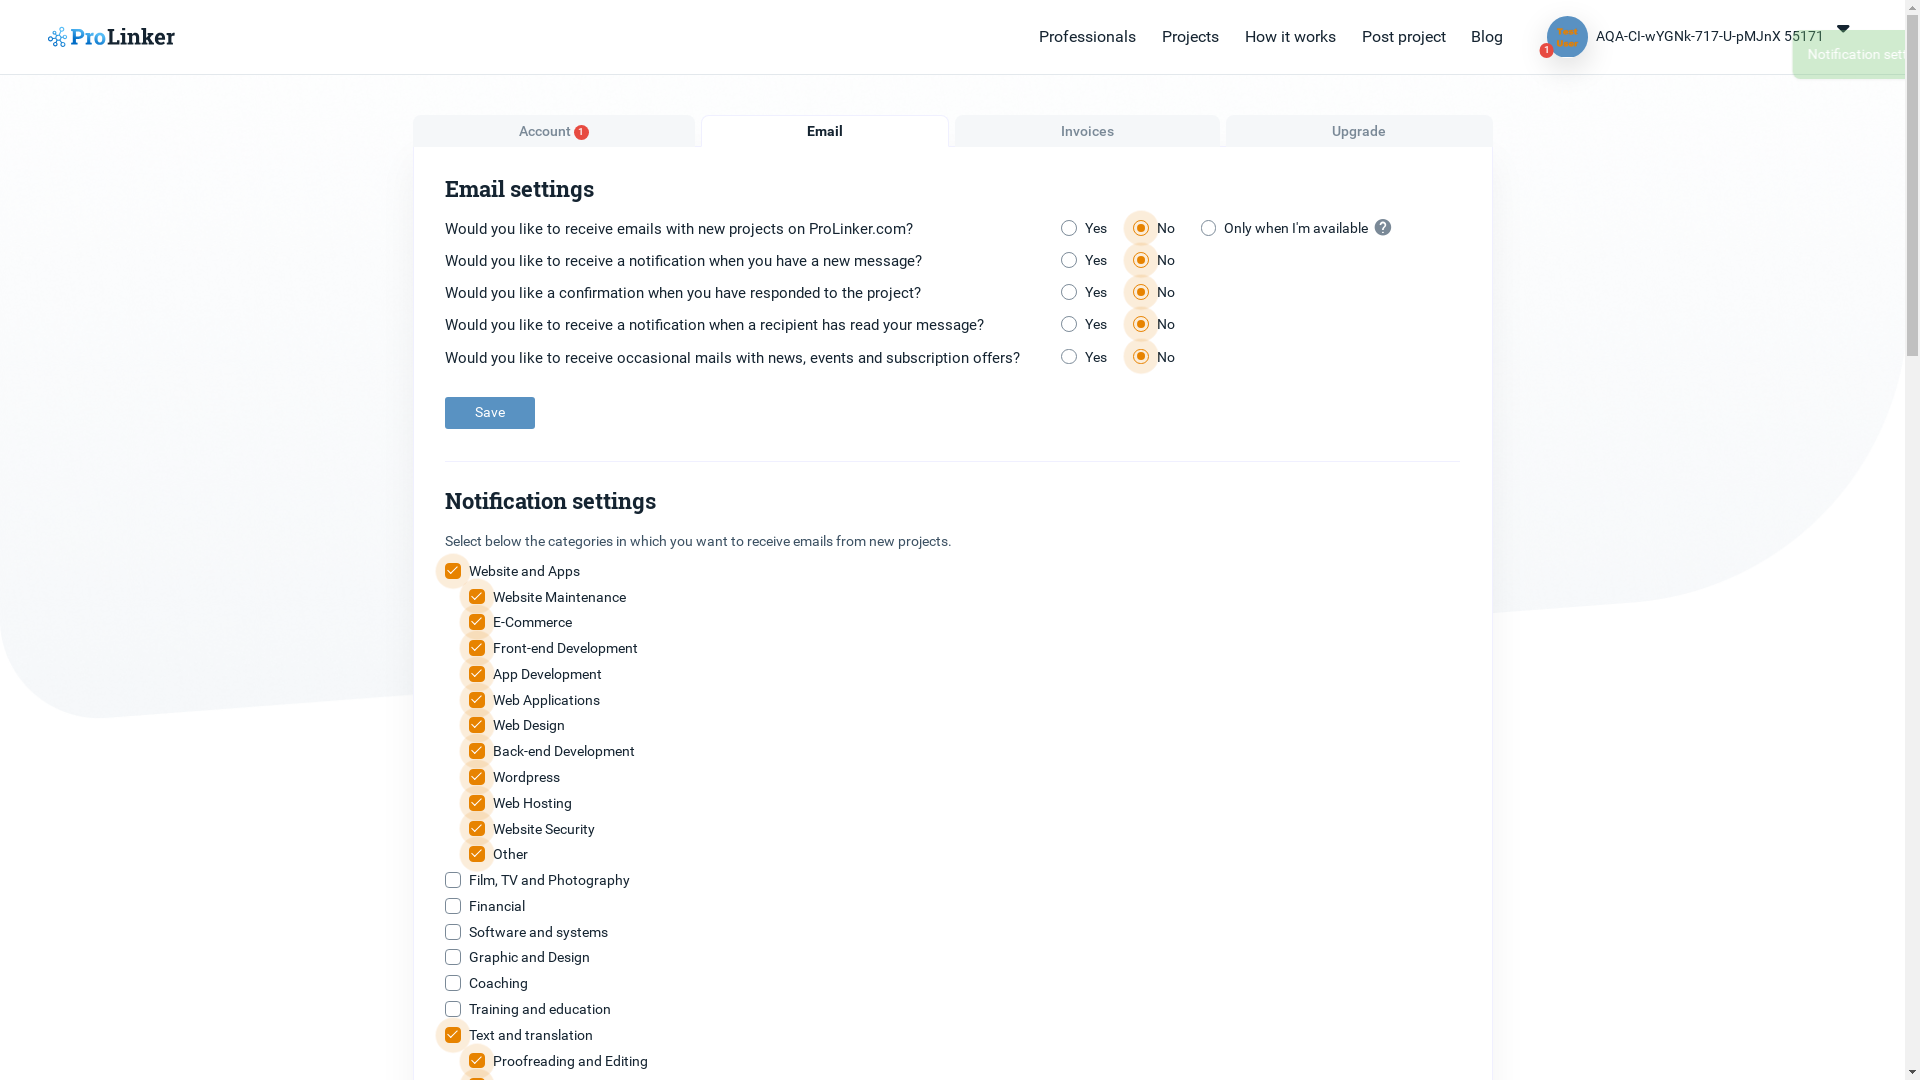 ProLinker
Professionals
Projects
How it works
Post project
Blog
Test
User
1
AQA-CI-wYGNk-717-U-pMJnX 55171
Notification
Account 1
Email
Invoices
Upgrade
Email settings
Would you like to receive emails with new projects on ProLinker.com? Yes No Only when I'm available ?
Would you like to receive a notification when you have a new message? Yes No
Would you like a confirmation when you have responded to the project? Yes No
Would you like to receive a notification when a recipient has read your message? Yes No
Would you like to receive occasional mails with news, events and subscription offers? Yes No
Save
Notification settings
Select below the categories in which you want to receive emails from new projects.
Website and Apps
Website Maintenance
E-Commerce
Front-end Development
App Development
Web Applications
Web Design
Back-end Development
Wordpress
Web Hosting
Website Security
Other
Film, TV and Photography
Financial
Software and systems
Graphic and Design
Coaching
Training and education
Text and translation
Proofreading and Editing